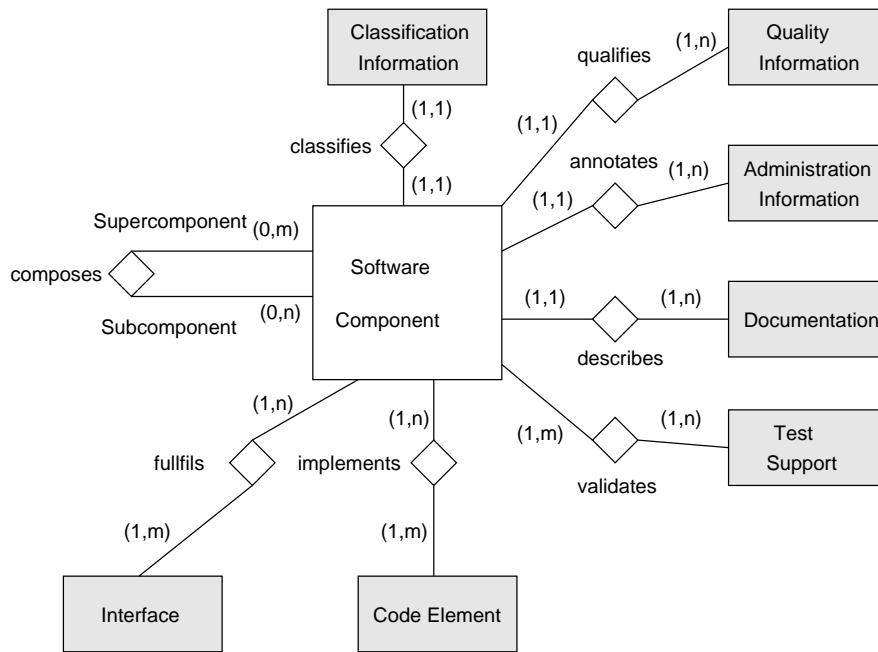 Classification
Information
(1,1)
classifies
(1,1)
qualifies
(1,n)
Quality
Information
(1,1)
annotates
(1,n)
Administration
Information
(1,1)
Supercomponent
(0,m)
composes
Subcomponent
(0,n)
Software
Component
(1,1)
(1,n)
Documentation
describes
(1,m)
(1,n)
Test
Support
validates
(1,n)
fullfils
(1,m)
Interface
(1,n)
implements
(1,m)
Code Element